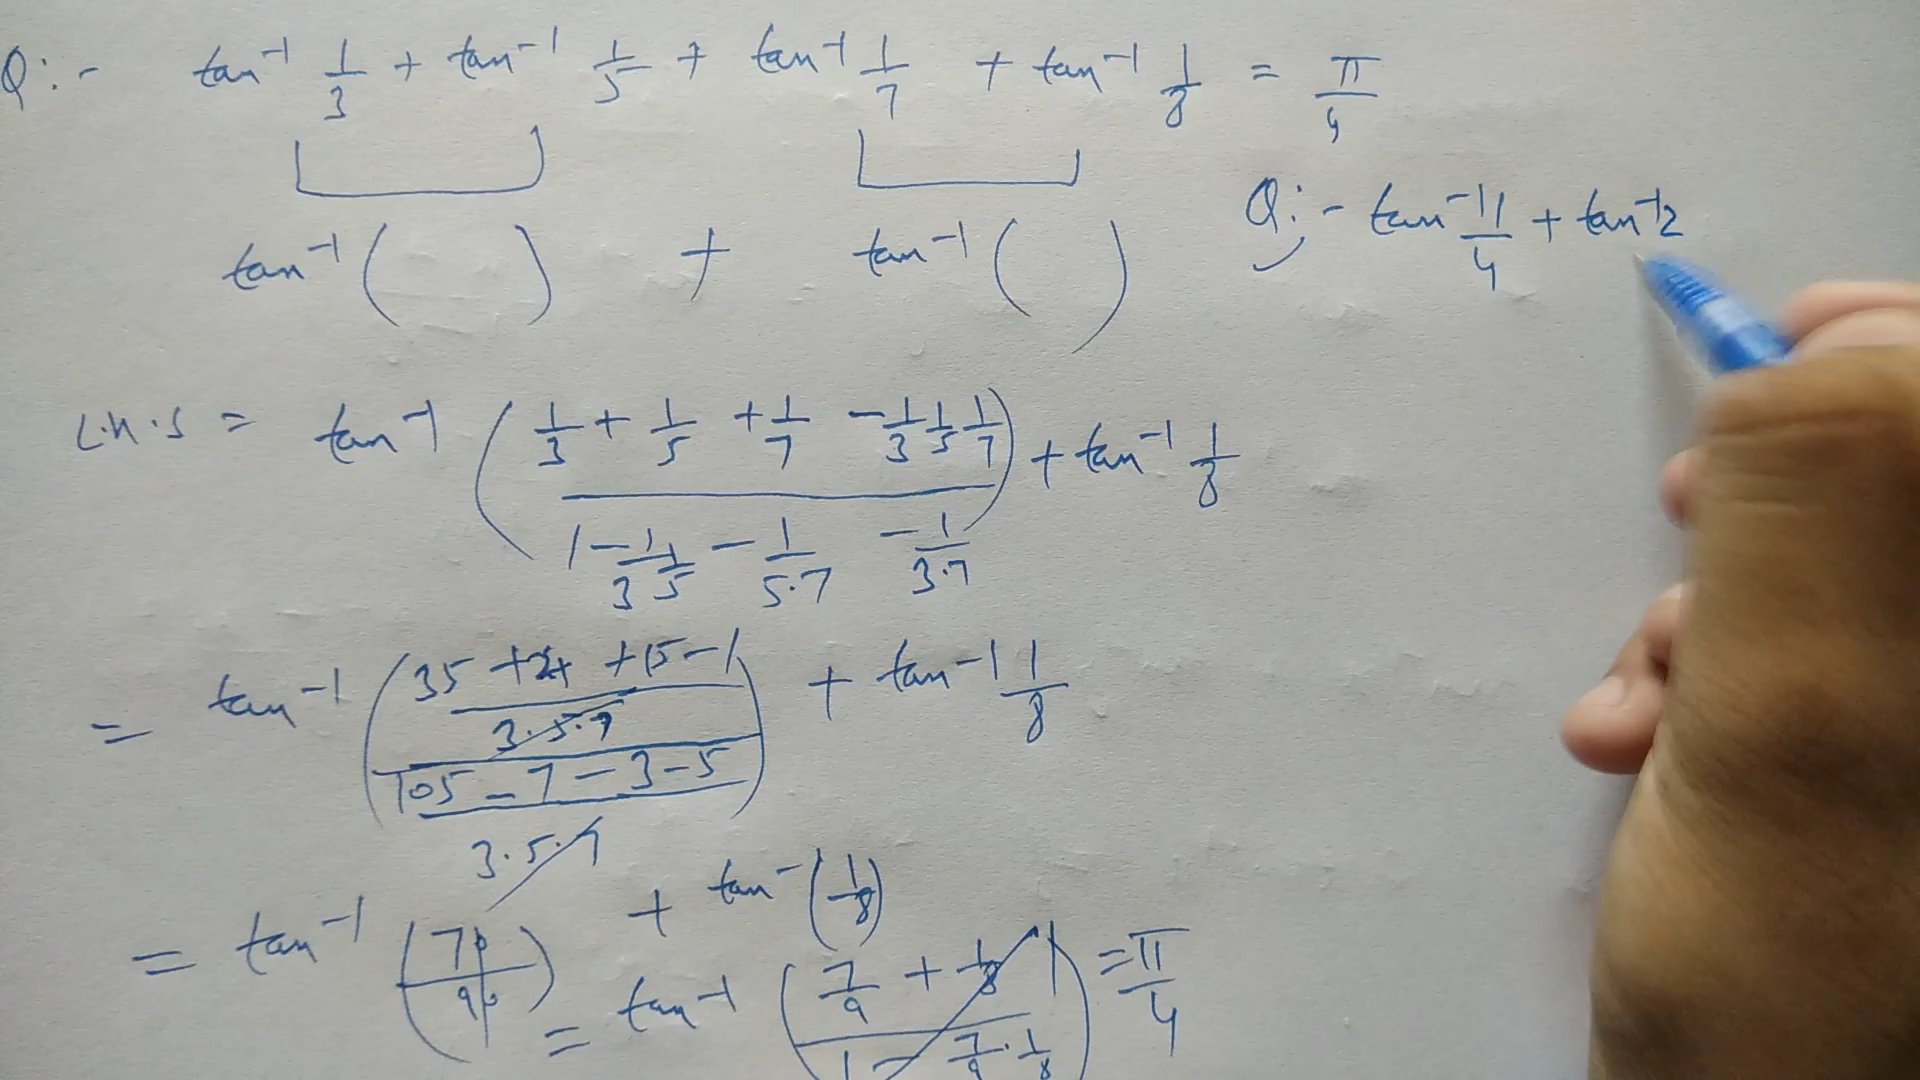 Q:- tan⁻¹ 1/3 + tan⁻¹ 1/5 + tan⁻¹ 1/7 + tan⁻¹ 1/8 = π/4
Q:- tan⁻¹ 1/4 + tan⁻¹ 2
tan⁻¹ ( ) + tan⁻¹ ( )
L.H.S = tan⁻¹ ( (1/3 + 1/5 + 1/7 - 1/3 1/5 1/7) / (1 - 1/3 1/5 - 1/5.7 - 1/3.7) ) + tan⁻¹ 1/8
= tan⁻¹ ( ((35 + 21 + 15 - 1) / 3.5.7) / ((105 - 7 - 3 - 5) / 3.5.7) ) + tan⁻¹ 1/8
= tan⁻¹ (70/90) + tan⁻ (1/8)
= tan⁻¹ ( (7/9 + 1/8) / (1 - 7/9 . 1/8) ) 1 = π/4